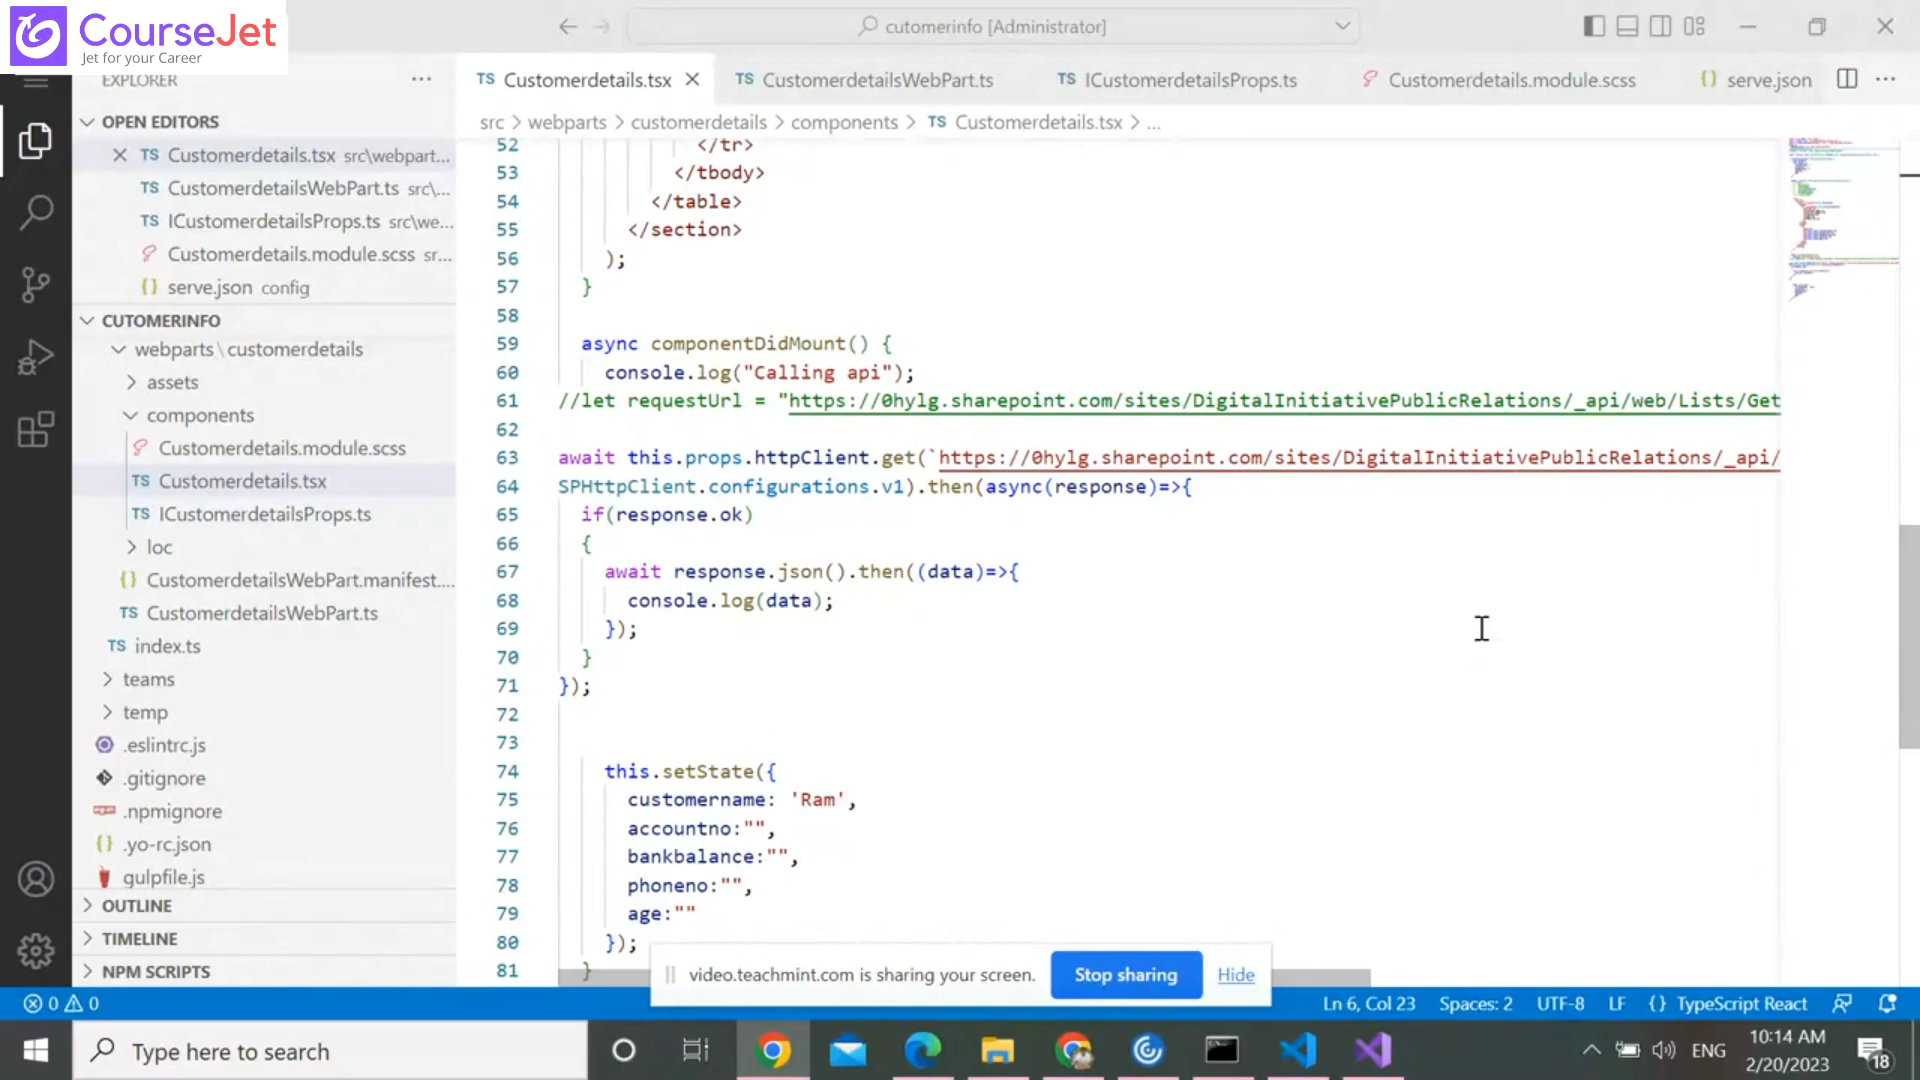 CourseJet
Jet for your Career
cutomerinfo [Administrator]
EXPLORER
Customerdetails.tsx
CustomerdetailsWebPart.ts
ICustomerdetailsProps.ts
Customerdetails.module.scss
serve.json
src > webparts > customerdetails > components > TS Customerdetails.tsx > ...
OPEN EDITORS
TS Customerdetails.tsx src\webpart...
TS CustomerdetailsWebPart.ts src\...
TS ICustomerdetailsProps.ts src\we...
Customerdetails.module.scss sr...
{} serve.json config
CUTOMERINFO
webparts\customerdetails
assets
components
Customerdetails.module.scss
TS Customerdetails.tsx
TS ICustomerdetailsProps.ts
loc
{} CustomerdetailsWebPart.manifest....
TS CustomerdetailsWebPart.ts
TS index.ts
teams
temp
.eslintrc.js
.gitignore
.npmignore
{} .yo-rc.json
gulpfile.js
OUTLINE
TIMELINE
NPM SCRIPTS
52 </tr>
53 </tbody>
54 </table>
55 </section>
56 );
57 }
58
59 async componentDidMount() {
60 console.log("Calling api");
61 //let requestUrl = "https://0hylg.sharepoint.com/sites/DigitalInitiativePublicRelations/_api/web/Lists/Get
62
63 await this.props.httpClient.get(`https://0hylg.sharepoint.com/sites/DigitalInitiativePublicRelations/_api/
64 SPHttpClient.configurations.v1).then(async(response)=>{
65 if(response.ok)
66 {
67 await response.json().then((data)=>{
68 console.log(data);
69 });
70 }
71 });
72
73
74 this.setState({
75 customername: 'Ram',
76 accountno:"",
77 bankbalance:"",
78 phoneno:"",
79 age:""
80 });
81 }
video.teachmint.com is sharing your screen. Stop sharing Hide
0 0 Ln 6, Col 23 Spaces: 2 UTF-8 LF {} TypeScript React
Type here to search
ENG
10:14 AM
2/20/2023
18